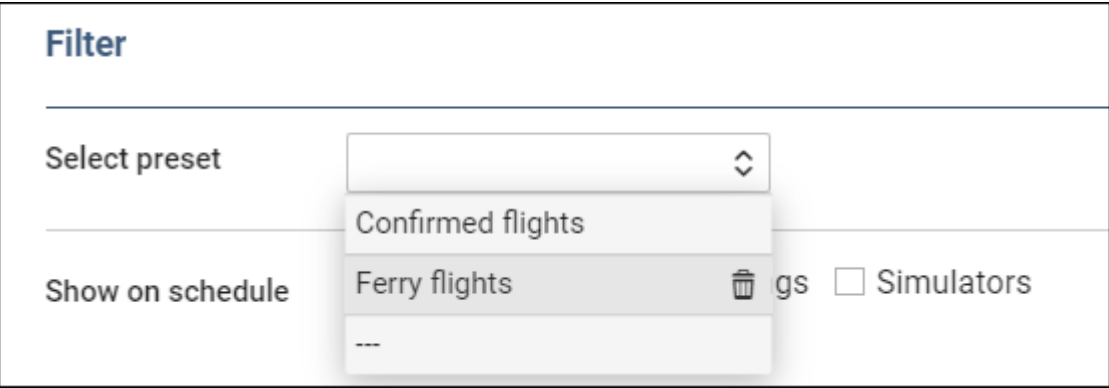 Filter
Select preset
Confirmed flights
Show on schedule Ferry flights gs Simulators
---